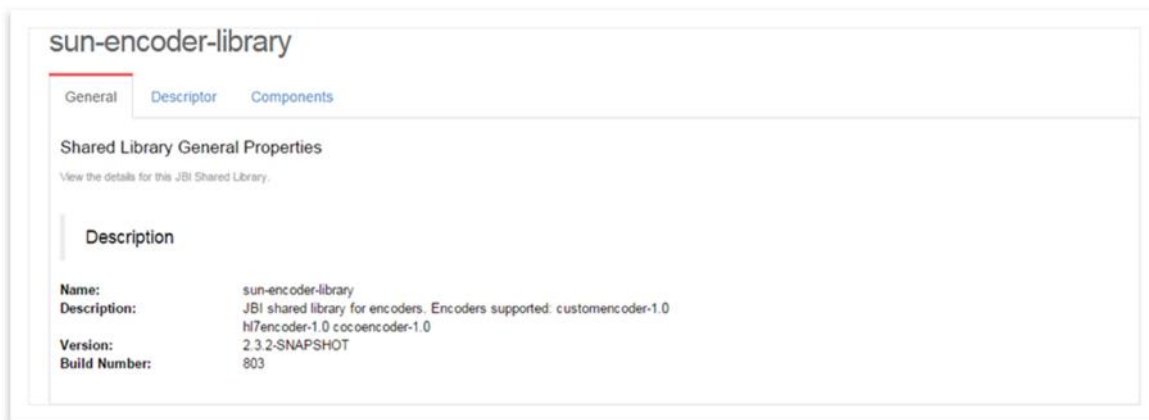 sun-encoder-library
General Descriptor Components
Shared Library General Properties
View the details for this JBI Shared Library.
Description
Name: sun-encoder-library
Description: JBI shared library for encoders. Encoders supported: customencoder-1.0
hl7encoder-1.0 cocoencoder-1.0
Version: 2.3.2-SNAPSHOT
Build Number: 803